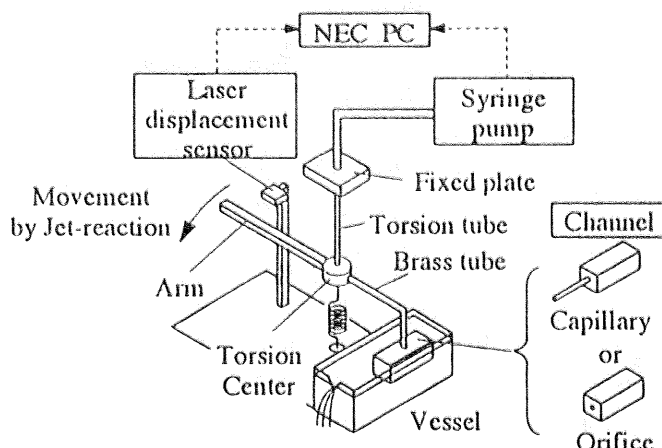 NEC PC
Laser
displacement
sensor
Syringe
pump
Fixed plate
Movement
by Jet-reaction
Torsion tube
Channel
Brass tube
Arm
Capillary
or
Torsion
Center
Vessel
Orifice